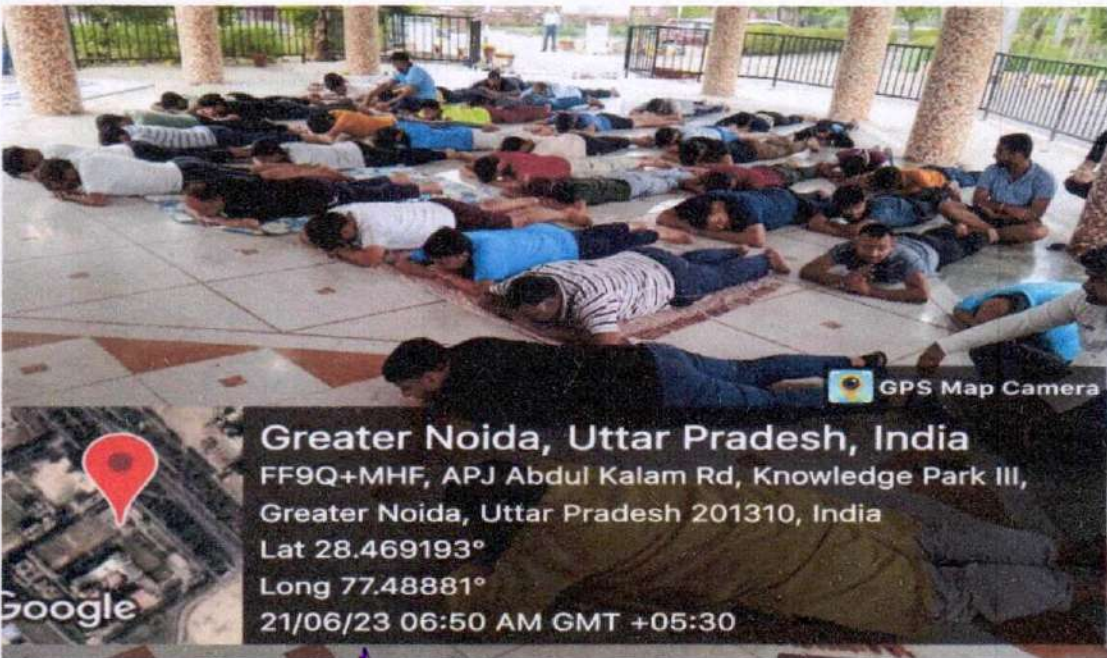 GPS Map Camera
Greater Noida, Uttar Pradesh, India
FF9Q+MHF, APJ Abdul Kalam Rd, Knowledge Park III,
Greater Noida, Uttar Pradesh 201310, India
Lat 28.469193°
Long 77.48881°
21/06/23 06:50 AM GMT +05:30
Google